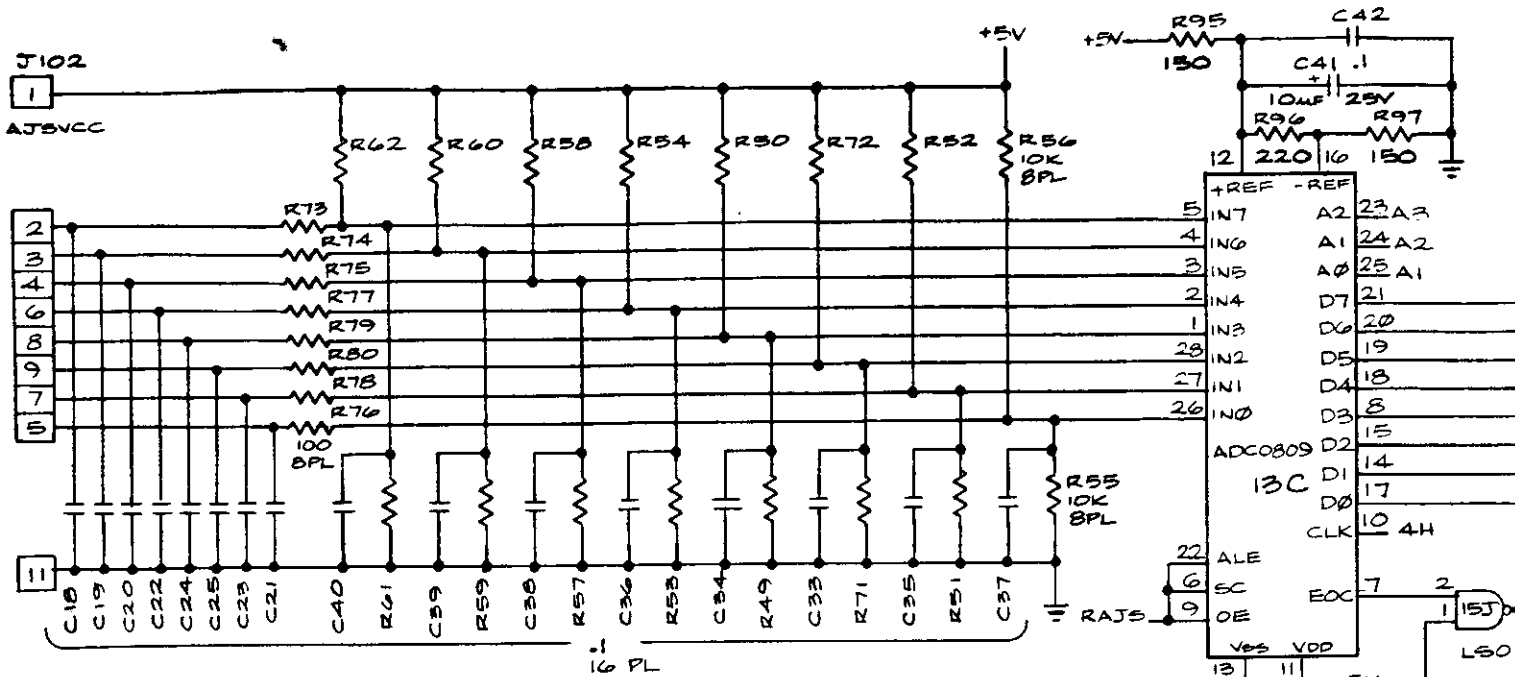 J102
1
AJ5VCC
+5V
R62 R60 R58 R54 R50 R72 R52 R56
10K
8PL
2 R73
3 R74
4 R75
6 R77
8 R79
9 R80
7 R78
5 R76
100
8PL
R55
10K
8PL
11
C18 C19 C20 C22 C24 C25 C23 C21 C40 R61 C39 R59 C38 R57 C36 R53 C34 R49 C33 R71 C35 R51 C37
.1
16 PL
+5V R95
150
C42
C41 .1
+
10µF 25V
R96 R97
12 220 16 150
+REF -REF
5 IN7 A2 23 A3
4 IN6 A1 24 A2
3 IN5 AØ 25 A1
2 IN4 D7 21
1 IN3 D6 20
28 IN2 D5 19
27 IN1 D4 18
26 INØ D3 8
ADC0809 D2 15
13C D1 14
DØ 17
CLK 10 4H
22 ALE
6 SC EOC 7 2
RAJ5 9 OE 1 15J
LS0
VSS VDD
13 11